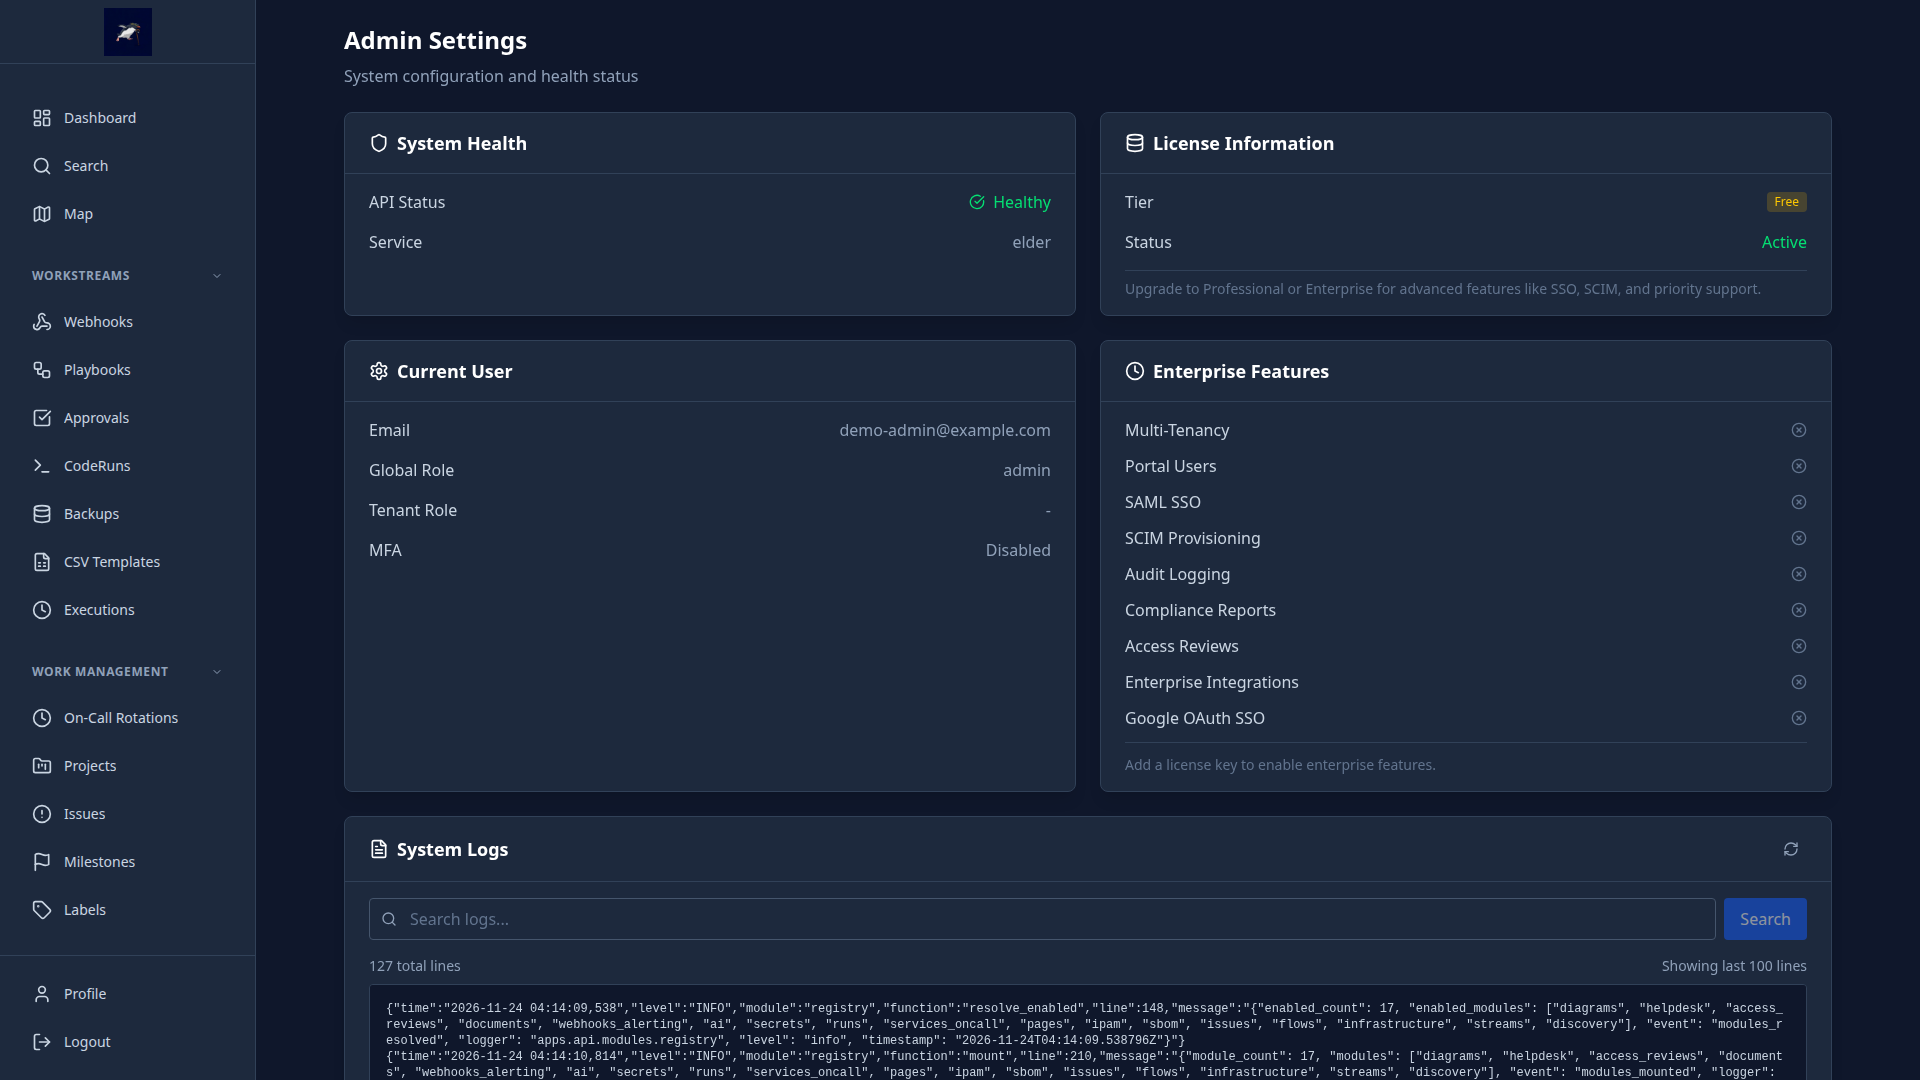 Dashboard
Search
Map
WORKSTREAMS
Webhooks
Playbooks
Approvals
CodeRuns
Backups
CSV Templates
Executions
WORK MANAGEMENT
On-Call Rotations
Projects
Issues
Milestones
Labels
Profile
Logout
Admin Settings
System configuration and health status
System Health
API Status Healthy
Service elder
License Information
Tier Free
Status Active
Upgrade to Professional or Enterprise for advanced features like SSO, SCIM, and priority support.
Current User
Email demo-admin@example.com
Global Role admin
Tenant Role -
MFA Disabled
Enterprise Features
Multi-Tenancy
Portal Users
SAML SSO
SCIM Provisioning
Audit Logging
Compliance Reports
Access Reviews
Enterprise Integrations
Google OAuth SSO
Add a license key to enable enterprise features.
System Logs
Search logs... Search
127 total lines Showing last 100 lines
{"time":"2026-11-24 04:14:09,538","level":"INFO","module":"registry","function":"resolve_enabled","line":148,"message":"{"enabled_count": 17, "enabled_modules": ["diagrams", "helpdesk", "access_
reviews", "documents", "webhooks_alerting", "ai", "secrets", "runs", "services_oncall", "pages", "ipam", "sbom", "issues", "flows", "infrastructure", "streams", "discovery"], "event": "modules_r
esolved", "logger": "apps.api.modules.registry", "level": "info", "timestamp": "2026-11-24T04:14:09.538796Z"}"}
{"time":"2026-11-24 04:14:10,814","level":"INFO","module":"registry","function":"mount","line":210,"message":"{"module_count": 17, "modules": ["diagrams", "helpdesk", "access_reviews", "document
s", "webhooks_alerting", "ai", "secrets", "runs", "services_oncall", "pages", "ipam", "sbom", "issues", "flows", "infrastructure", "streams", "discovery"], "event": "modules_mounted", "logger":